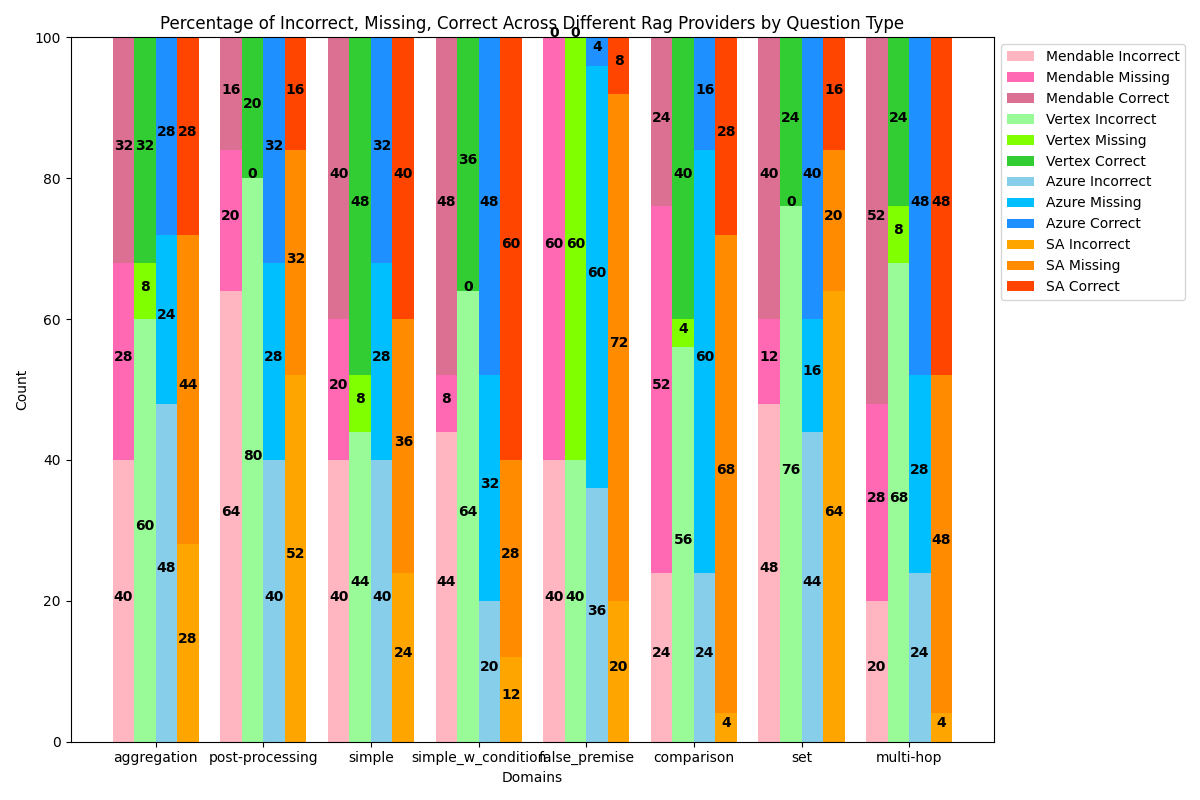 Percentage of Incorrect, Missing, Correct Across Different Rag Providers by Question Type
Count
100
80
60
40
20
0
32 32 28 28
28 8 24 44
40 60 48 28
16 20 32 16
20 0 28 32
64 80 40 52
40 48 32 40
20 8 28 36
40 44 40 24
48 36 48 60
8 0 32 28
44 64 20 12
0 0 4 8
60 60 60 72
40 40 36 20
24 40 16 28
52 4 60 68
24 56 24 4
40 24 40 16
12 0 16 20
48 76 44 64
52 24 48 48
28 8 28 48
20 68 24 4
aggregation post-processing simple simple_w_condition false_premise comparison set multi-hop
Domains
Mendable Incorrect
Mendable Missing
Mendable Correct
Vertex Incorrect
Vertex Missing
Vertex Correct
Azure Incorrect
Azure Missing
Azure Correct
SA Incorrect
SA Missing
SA Correct